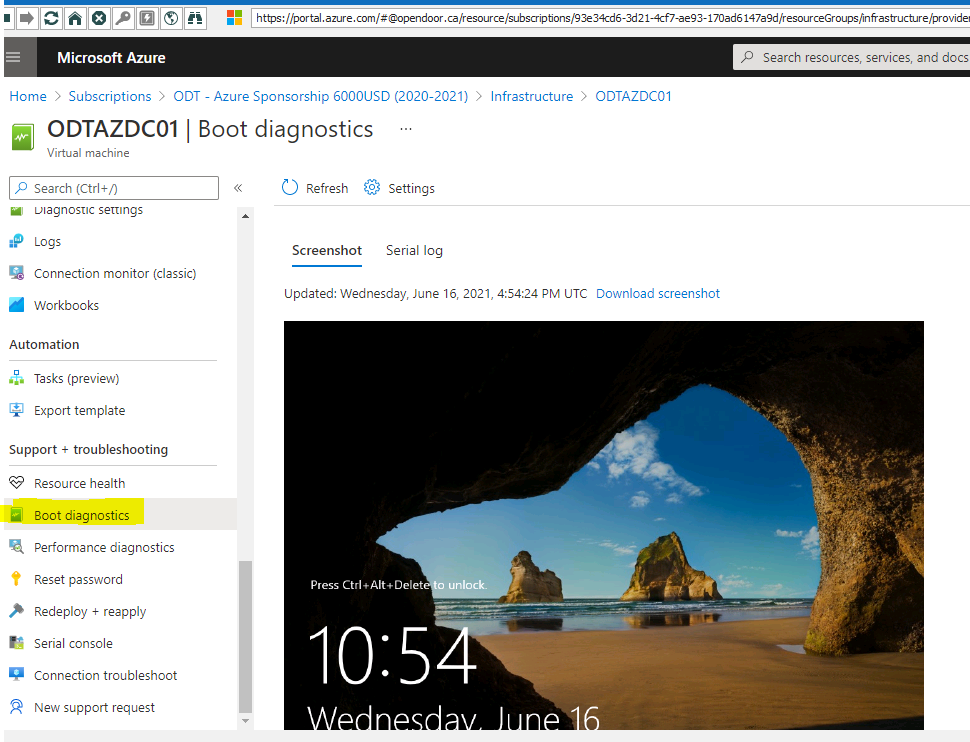 https://portal.azure.com/#@opendoor.ca/resource/subscriptions/93e34cd6-3d21-4cf7-ae93-170ad6147a9d/resourceGroups/infrastructure/provider
Microsoft Azure
Search resources, services, and docs
Home > Subscriptions > ODT - Azure Sponsorship 6000USD (2020-2021) > Infrastructure > ODTAZDC01
ODTAZDC01 | Boot diagnostics ...
Virtual machine
Search (Ctrl+/)
«
Refresh
Settings
Diagnostic settings
Logs
Connection monitor (classic)
Workbooks
Automation
Tasks (preview)
Export template
Support + troubleshooting
Resource health
Boot diagnostics
Performance diagnostics
Reset password
Redeploy + reapply
Serial console
Connection troubleshoot
New support request
Screenshot
Serial log
Updated: Wednesday, June 16, 2021, 4:54:24 PM UTC Download screenshot
Press Ctrl+Alt+Delete to unlock.
10:54
Wednesday, June 16